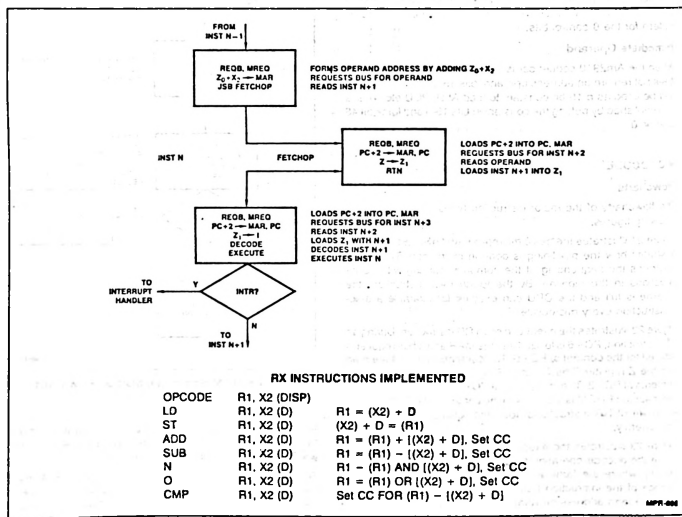 FROM
INST N-1
REQB, MREQ
Z0+X2 → MAR
JSB FETCHOP
FORMS OPERAND ADDRESS BY ADDING Z0+X2
REQUESTS BUS FOR OPERAND
READS INST N+1
INST N
FETCHOP
REQB, MREQ
PC+2 → MAR, PC
Z → Z1
RTN
LOADS PC+2 INTO PC, MAR
REQUESTS BUS FOR INST N+2
READS OPERAND
LOADS INST N+1 INTO Z1
REQB, MREQ
PC+2 → MAR, PC
Z1 → I
DECODE
EXECUTE
LOADS PC+2 INTO PC, MAR
REQUESTS BUS FOR INST N+3
READS INST N+2
LOADS Z1 WITH N+1
DECODES INST N+1
EXECUTES INST N
TO
INTERRUPT
HANDLER
Y
INTR?
N
TO
INST N+1
RX INSTRUCTIONS IMPLEMENTED
OPCODE R1, X2 (DISP)
LD R1, X2 (D) R1 = (X2) + D
ST R1, X2 (D) (X2) + D = (R1)
ADD R1, X2 (D) R1 = (R1) + [(X2) + D], Set CC
SUB R1, X2 (D) R1 = (R1) - [(X2) + D], Set CC
N R1, X2 (D) R1 - (R1) AND [(X2) + D], Set CC
O R1, X2 (D) R1 = (R1) OR [(X2) + D], Set CC
CMP R1, X2 (D) Set CC FOR (R1) - [(X2) + D]